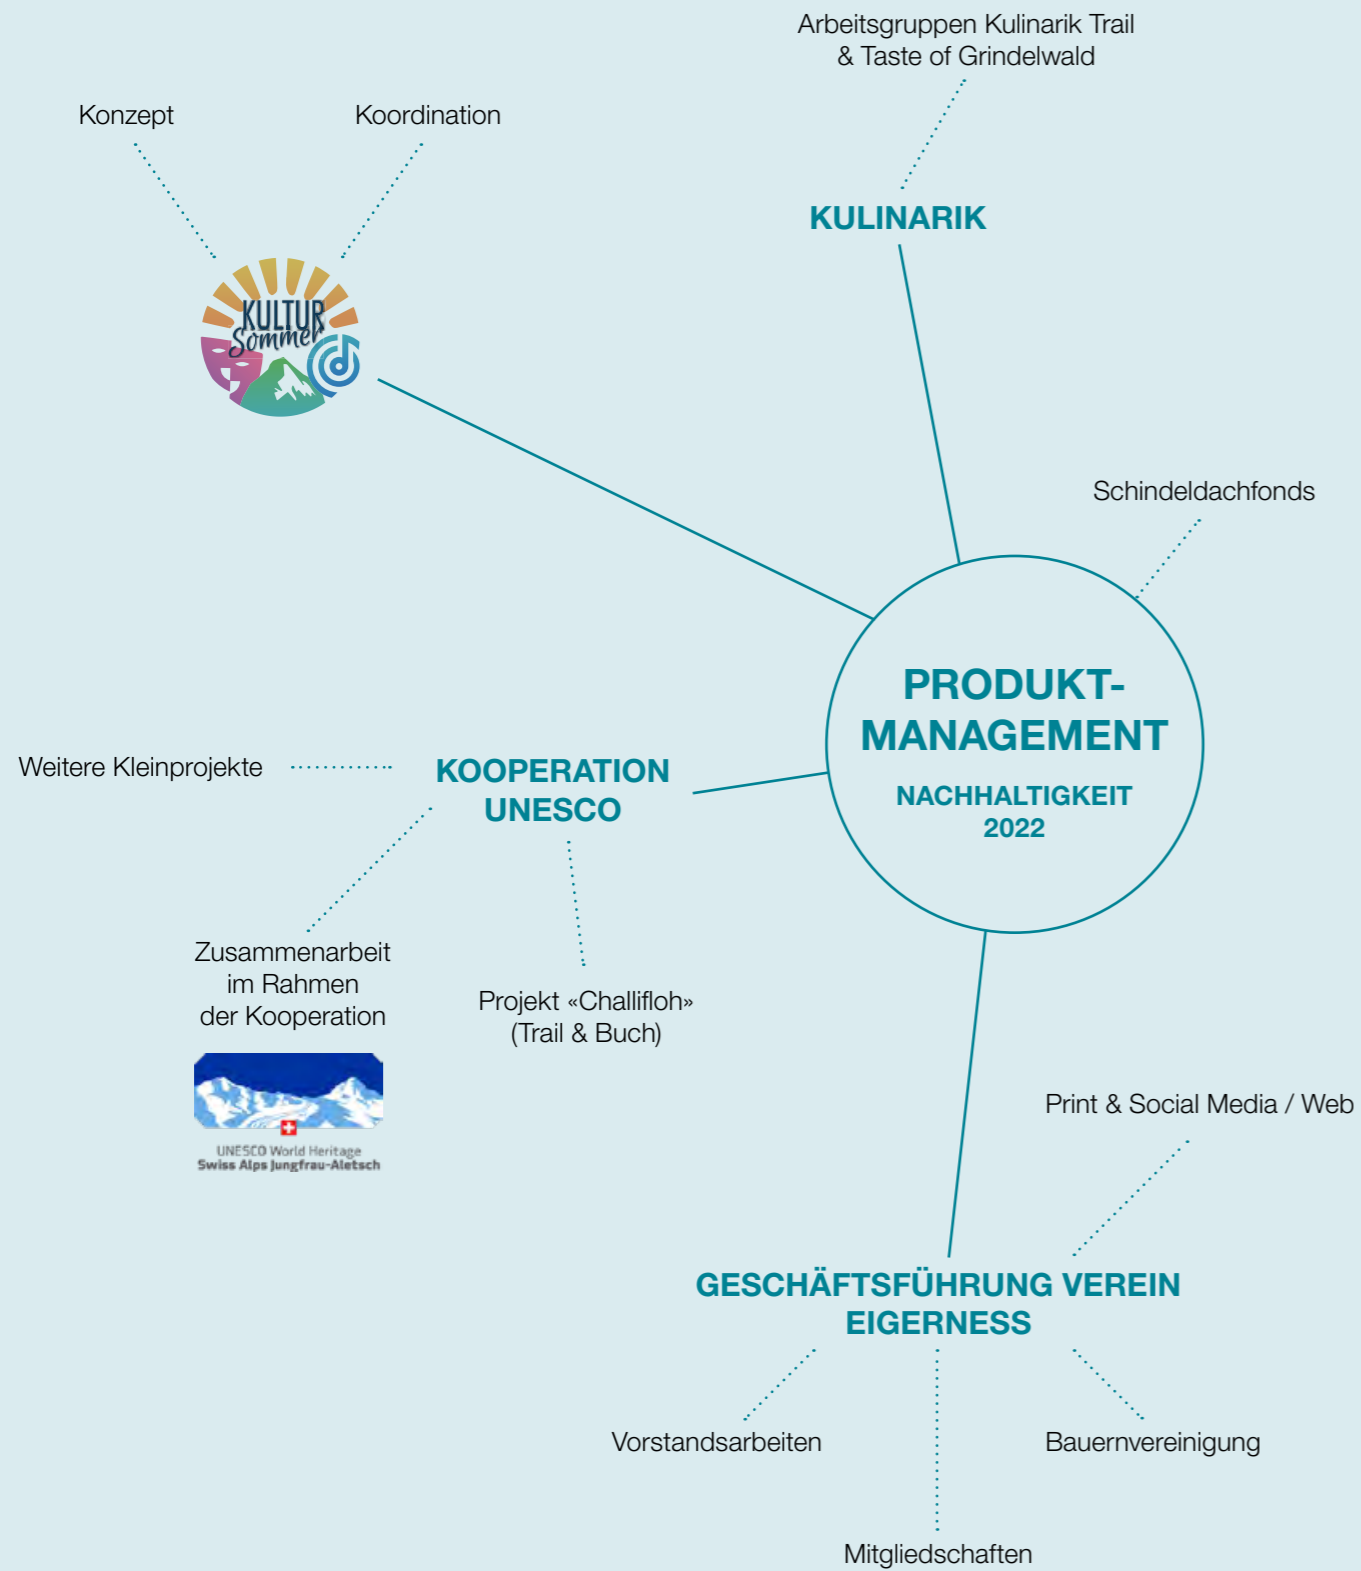 Arbeitsgruppen Kulinarik Trail
& Taste of Grindelwald
Konzept
Koordination
KULINARIK
KULTUR
Sommer
Schindeldachfonds
PRODUKT-
MANAGEMENT
NACHHALTIGKEIT
2022
Weitere Kleinprojekte
KOOPERATION
UNESCO
Zusammenarbeit
im Rahmen
der Kooperation
Projekt «Challifloh»
(Trail & Buch)
UNESCO World Heritage
Swiss Alps Jungfrau-Aletsch
Print & Social Media / Web
GESCHÄFTSFÜHRUNG VEREIN
EIGERNESS
Vorstandsarbeiten
Bauernvereinigung
Mitgliedschaften